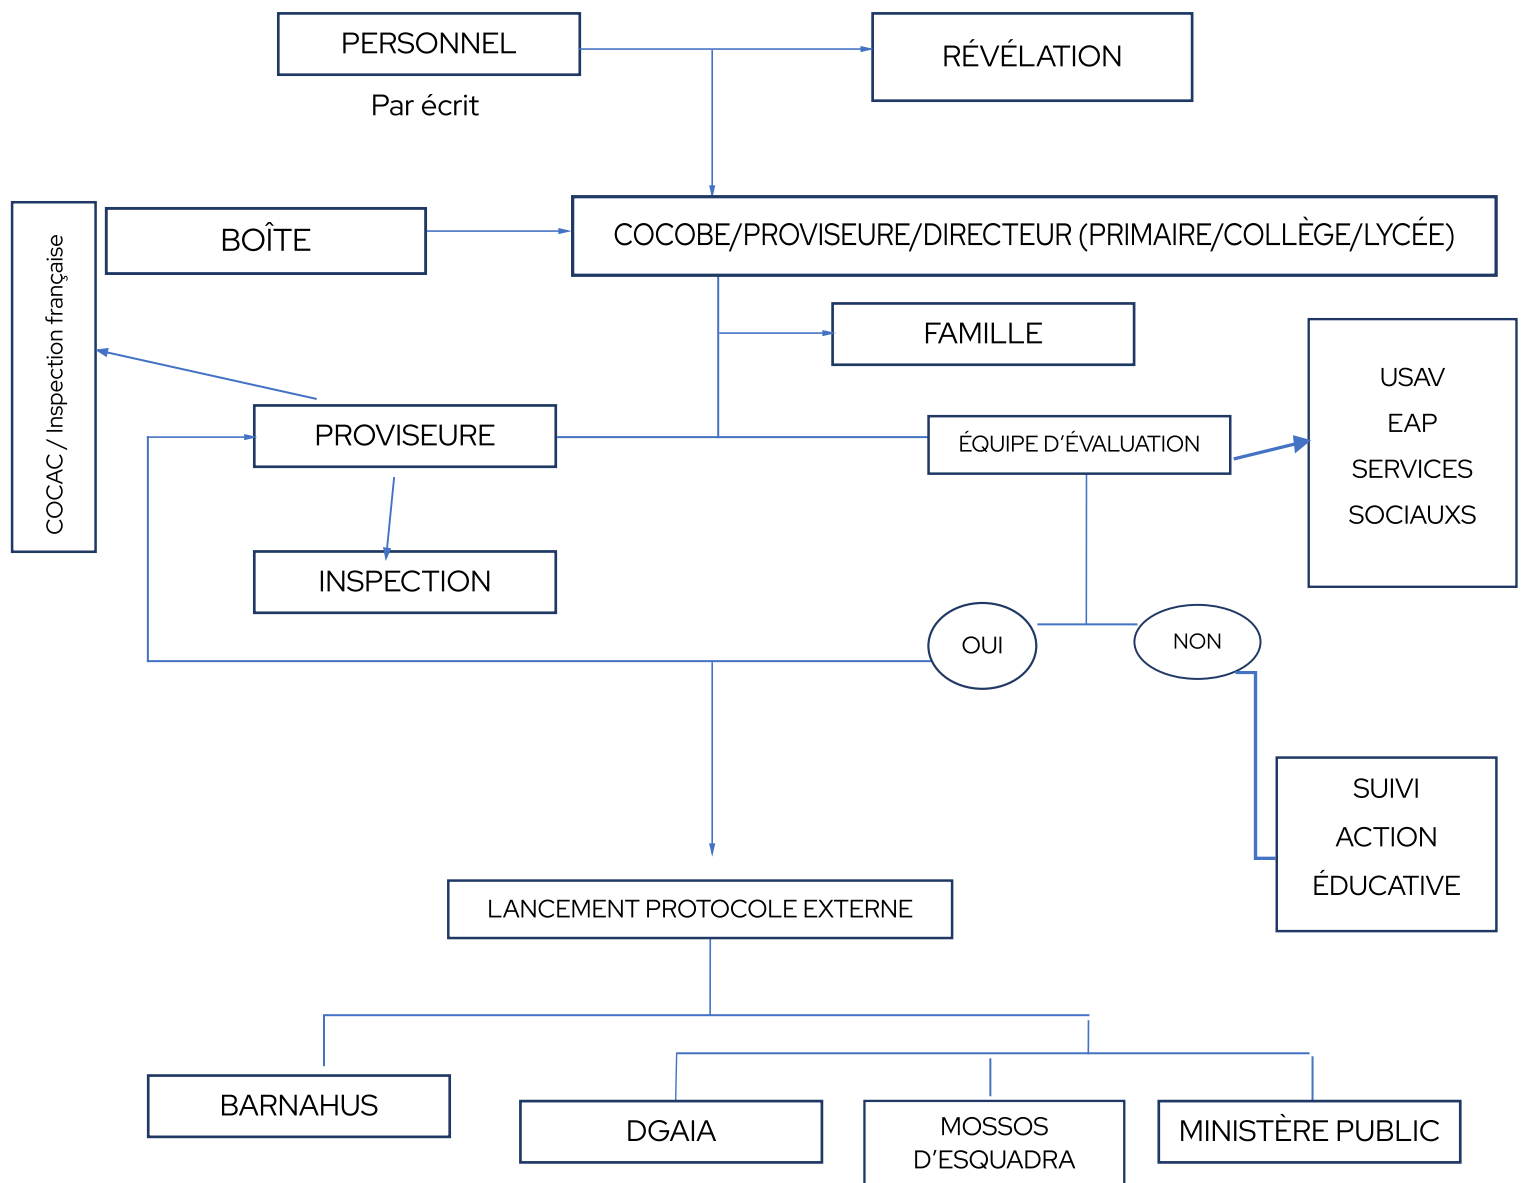 PERSONNEL
RÉVÉLATION
Par écrit
COCAC / Inspection française
BOÎTE
COCOBE/PROVISEURE/DIRECTEUR (PRIMAIRE/COLLÈGE/LYCÉE)
FAMILLE
PROVISEURE
ÉQUIPE D'ÉVALUATION
USAV
EAP
SERVICES
SOCIAUXS
INSPECTION
OUI
NON
SUIVI
ACTION
ÉDUCATIVE
LANCEMENT PROTOCOLE EXTERNE
BARNAHUS
DGAIA
MOSSOS
D'ESQUADRA
MINISTÈRE PUBLIC